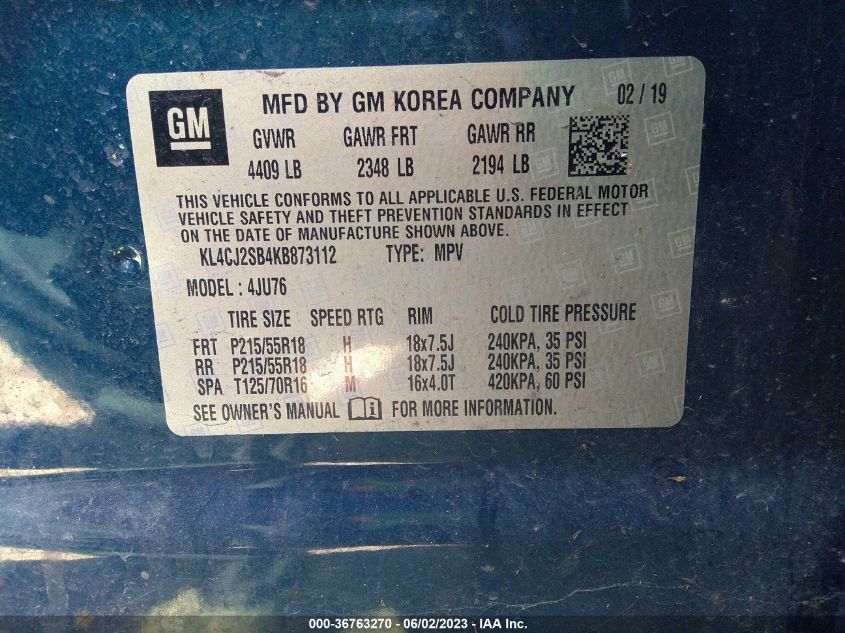 GM
MFD BY GM KOREA COMPANY 02 / 19
GVWR GAWR FRT GAWR RR
4409 LB 2348 LB 2194 LB
THIS VEHICLE CONFORMS TO ALL APPLICABLE U.S. FEDERAL MOTOR
VEHICLE SAFETY AND THEFT PREVENTION STANDARDS IN EFFECT
ON THE DATE OF MANUFACTURE SHOWN ABOVE.
KL4CJ2SB4KB873112 TYPE: MPV
MODEL : 4JU76
TIRE SIZE SPEED RTG RIM COLD TIRE PRESSURE
FRT P215/55R18 H 18x7.5J 240KPA, 35 PSI
RR P215/55R18 H 18x7.5J 240KPA, 35 PSI
SPA T125/70R16 M 16x4.0T 420KPA, 60 PSI
SEE OWNER'S MANUAL FOR MORE INFORMATION.
000-36763270 - 06/02/2023 - IAA Inc.